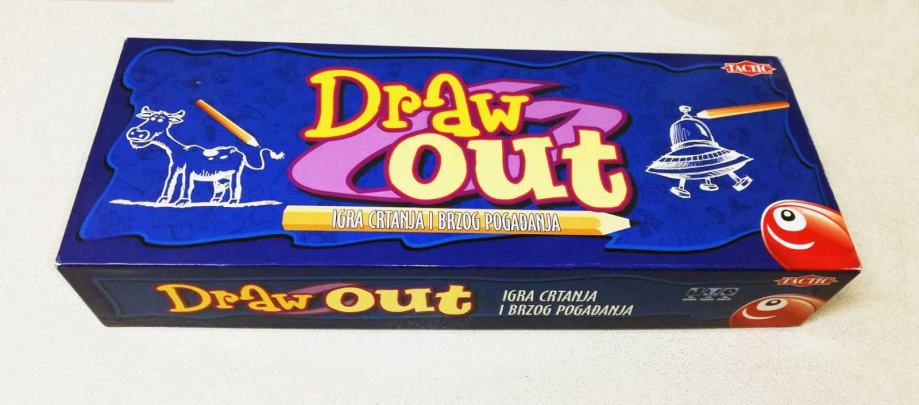 TACTIC
Draw
out
IGRA CRTANJA I BRZOG POGAĐANJA
TACTIC
Draw out
IGRA CRTANJA
I BRZOG POGAĐANJA